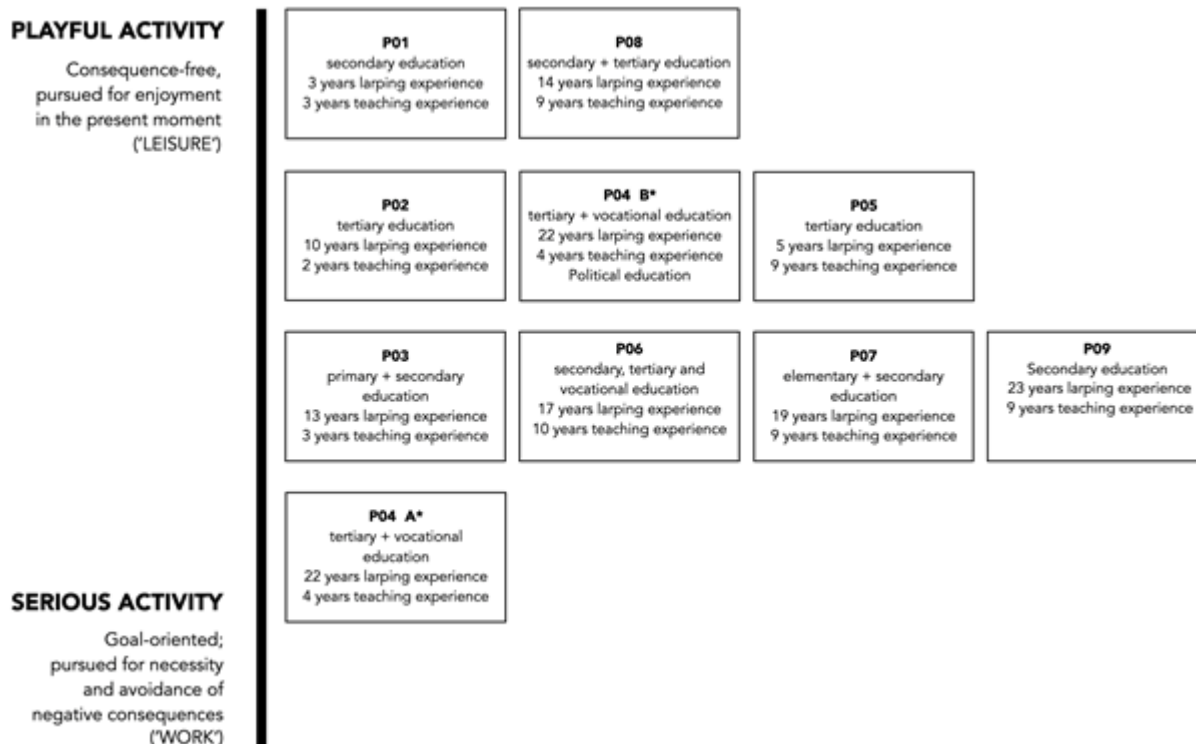 PLAYFUL ACTIVITY
Consequence-free,
pursued for enjoyment
in the present moment
('LEISURE')
P01
secondary education
3 years larping experience
3 years teaching experience
P08
secondary + tertiary education
14 years larping experience
9 years teaching experience
P02
tertiary education
10 years larping experience
2 years teaching experience
P04 B*
tertiary + vocational education
22 years larping experience
4 years teaching experience
Political education
P05
tertiary education
5 years larping experience
9 years teaching experience
P03
primary + secondary
education
13 years larping experience
3 years teaching experience
P06
secondary, tertiary and
vocational education
17 years larping experience
10 years teaching experience
P07
elementary + secondary
education
19 years larping experience
9 years teaching experience
P09
Secondary education
23 years larping experience
9 years teaching experience
P04 A*
tertiary + vocational
education
22 years larping experience
4 years teaching experience
SERIOUS ACTIVITY
Goal-oriented;
pursued for necessity
and avoidance of
negative consequences
('WORK')